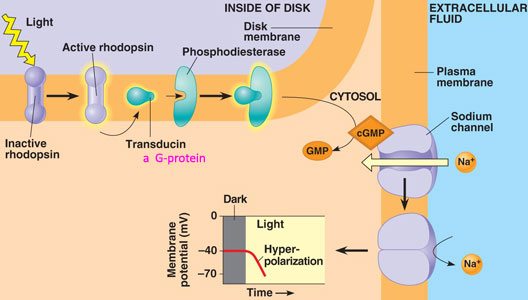 INSIDE OF DISK
EXTRACELLULAR
FLUID
Light
Active rhodopsin
Disk
membrane
Phosphodiesterase
Plasma
membrane
CYTOSOL
cGMP
Sodium
channel
Inactive
rhodopsin
Transducin
a G-protein
GMP
Na+
Dark
Light
Membrane
potential (mV)
0
–40
–70
Hyper-
polarization
Time
Na+